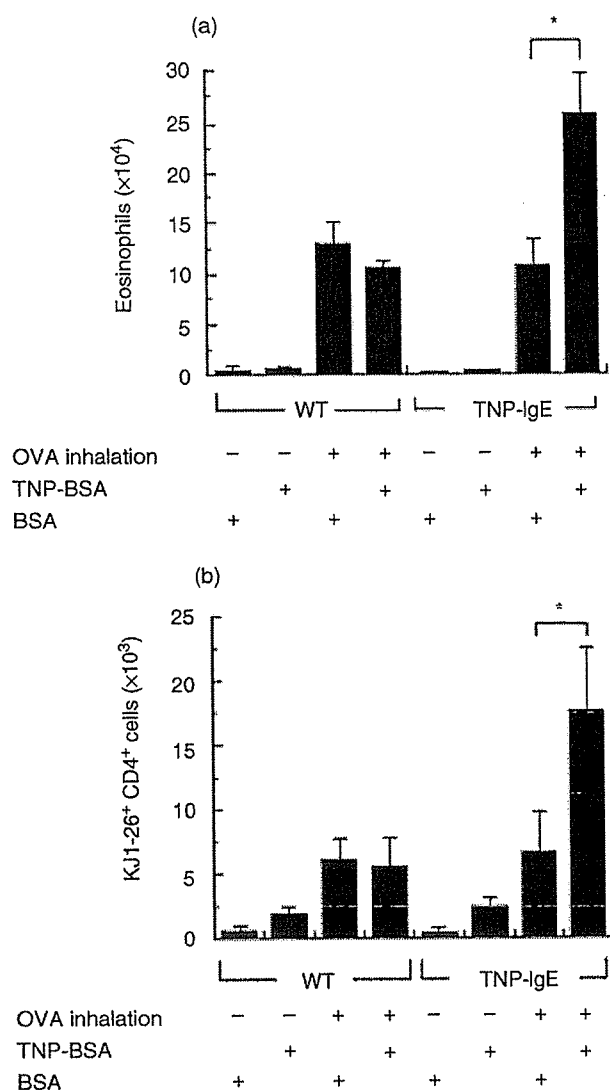 (a)
*
30
25
20
15
10
5
0
Eosinophils (×10⁴)
WT
TNP-IgE
OVA inhalation − − + + − − + +
TNP-BSA + + + +
BSA + + + +
(b)
*
25
20
15
10
5
0
KJ1-26⁺ CD4⁺ cells (×10³)
WT
TNP-IgE
OVA inhalation − − + + − − + +
TNP-BSA + + + +
BSA + + + +